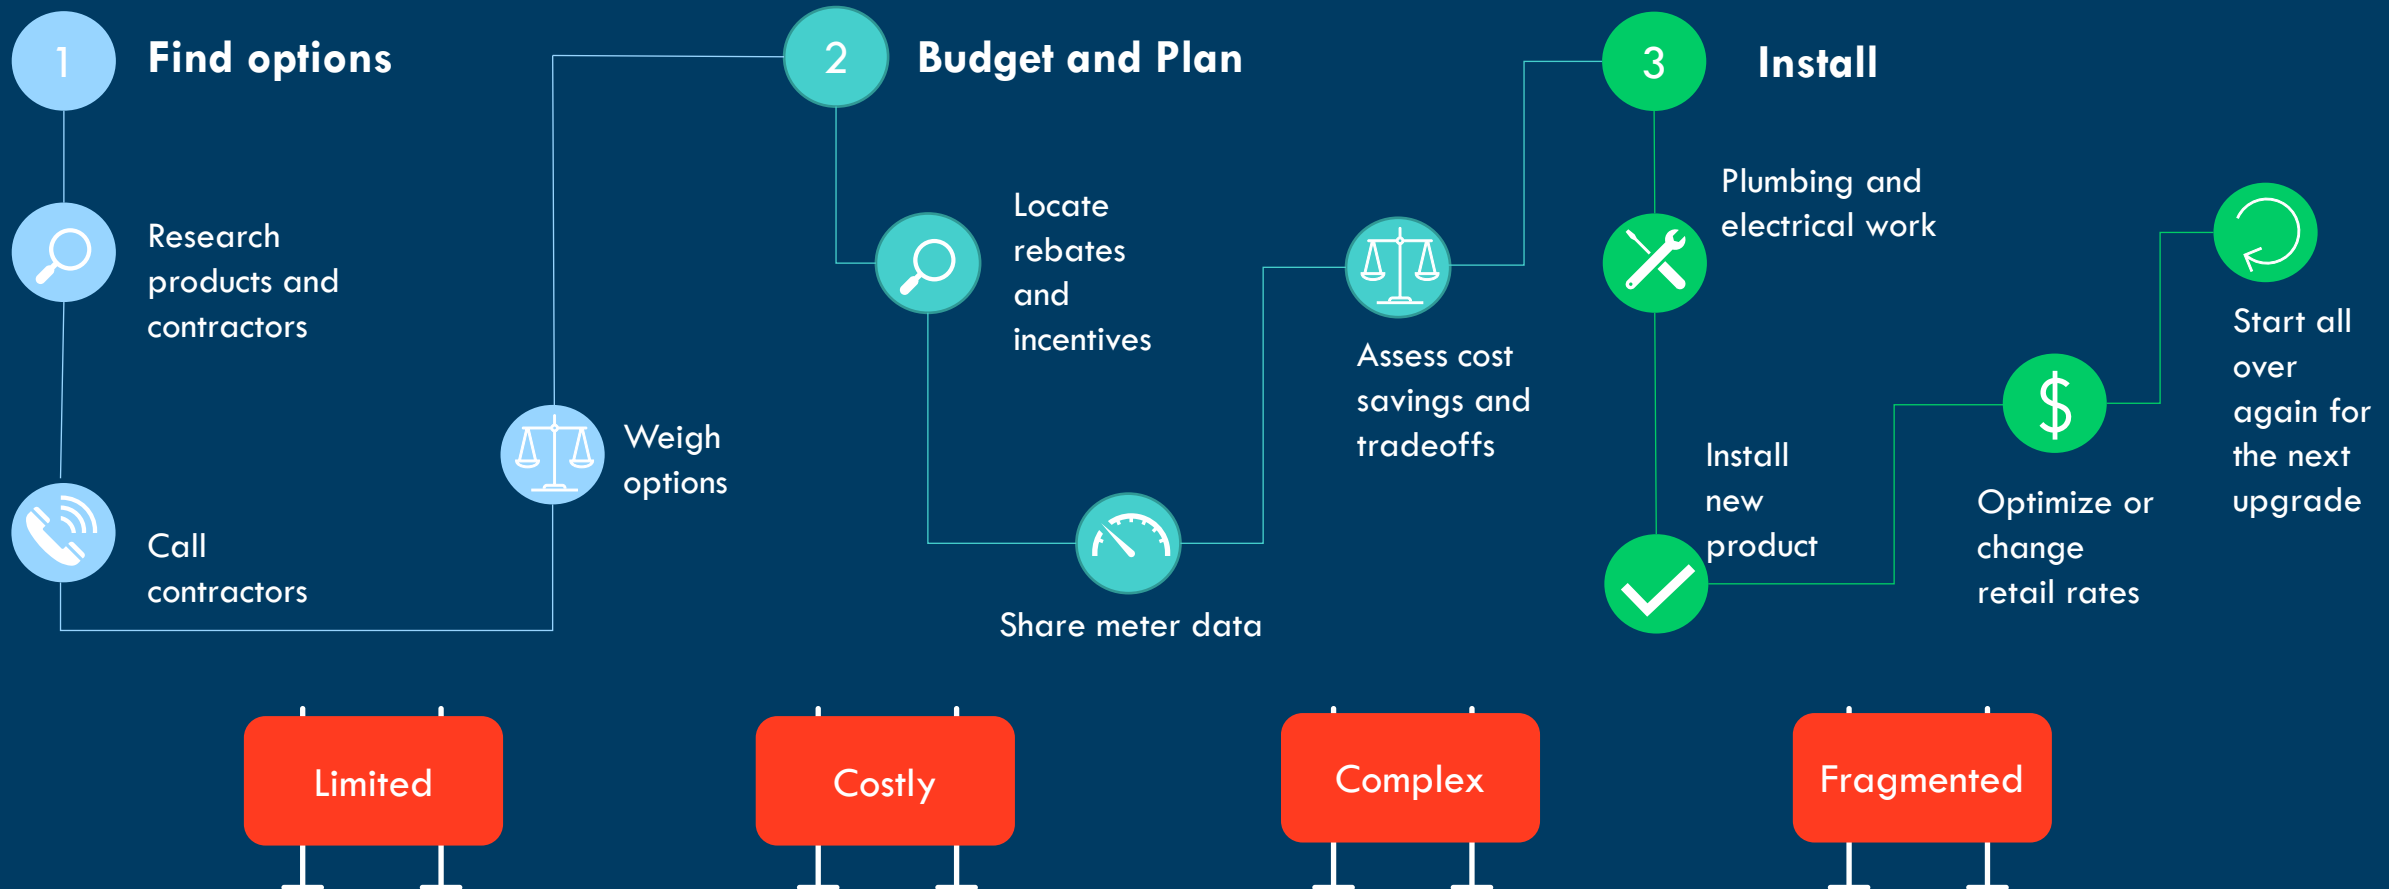 1
Find options
Research
products and
contractors
Call
contractors
Weigh
options
2
Budget and Plan
Locate
rebates
and
incentives
Share meter data
Assess cost
savings and
tradeoffs
3
Install
Plumbing and
electrical work
Install
new
product
$
Optimize or
change
retail rates
Start all
over
again for
the next
upgrade
Limited
Costly
Complex
Fragmented